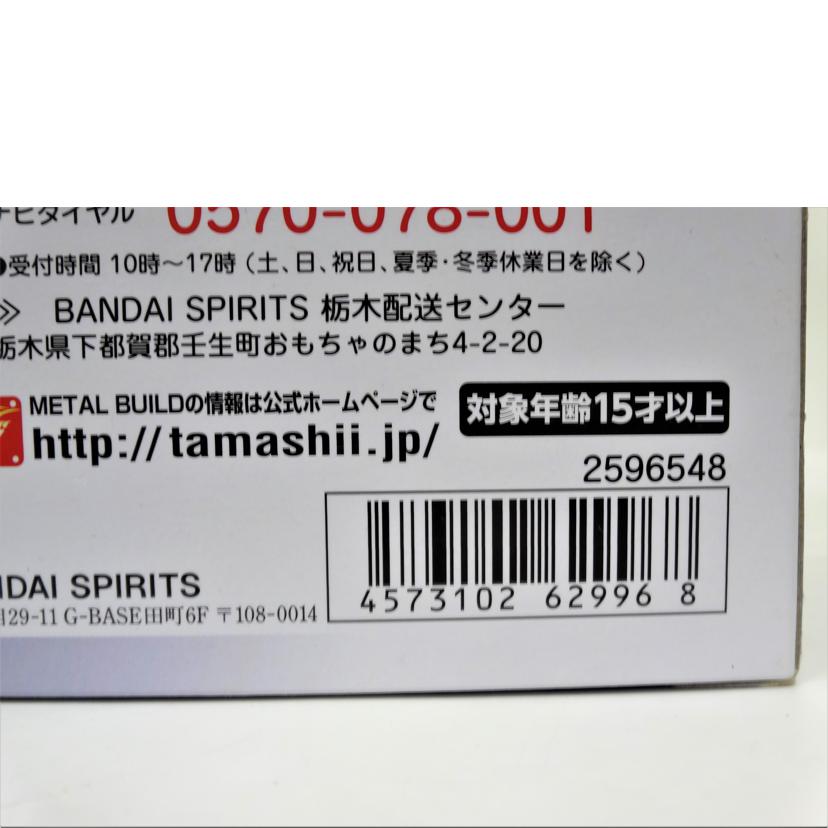 ナビダイヤル 0570-078-001
●受付時間 10時～17時（土、日、祝日、夏季・冬季休業日を除く）
≫ BANDAI SPIRITS 栃木配送センター
栃木県下都賀郡壬生町おもちゃのまち4-2-20
METAL BUILDの情報は公式ホームページで
http://tamashii.jp/
対象年齢15才以上
2596548
4573102 62996 8
NDAI SPIRITS
29-11 G-BASE田町6F 〒108-0014